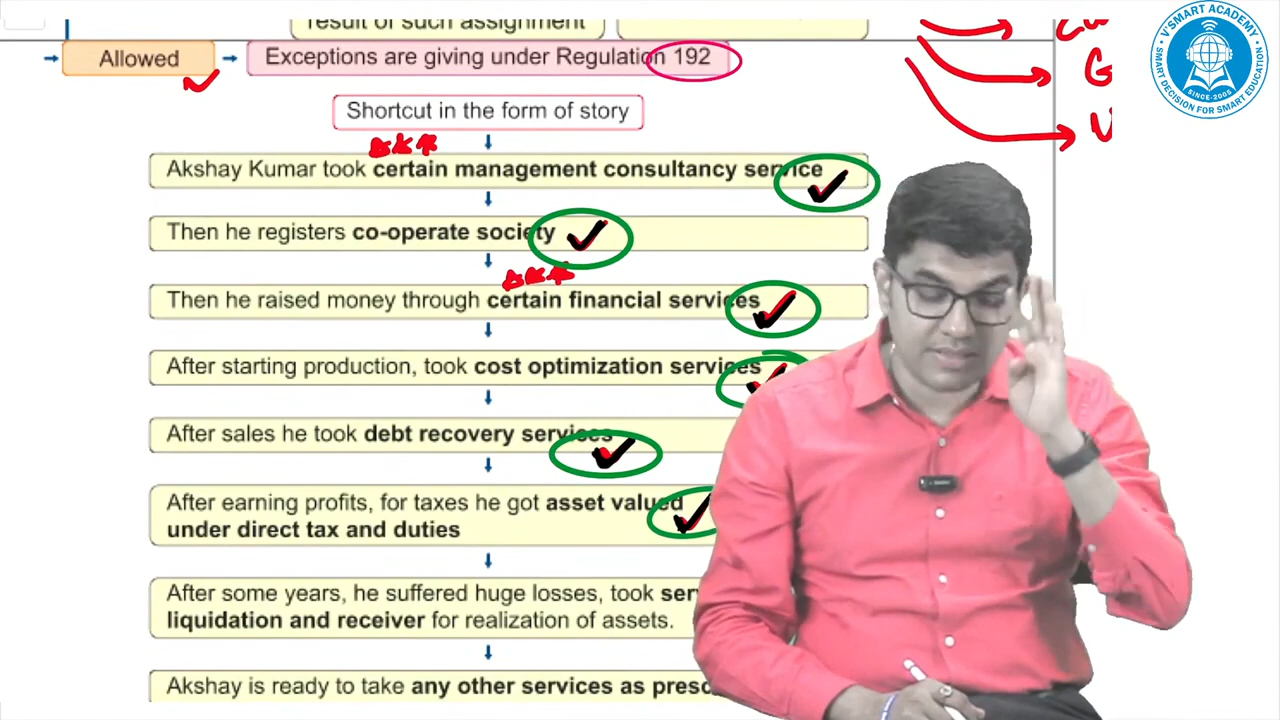 result of such assignment
Allowed
Exceptions are giving under Regulation 192
Shortcut in the form of story
Akshay Kumar took certain management consultancy service
Then he registers co-operate society
Then he raised money through certain financial services
After starting production, took cost optimization services
After sales he took debt recovery services
After earning profits, for taxes he got asset valued
under direct tax and duties
After some years, he suffered huge losses, took
liquidation and receiver for realization of assets.
Akshay is ready to take any other services as
V'SMART ACADEMY
SMART DECISION FOR SMART EDUCATION
SINCE-2005
G